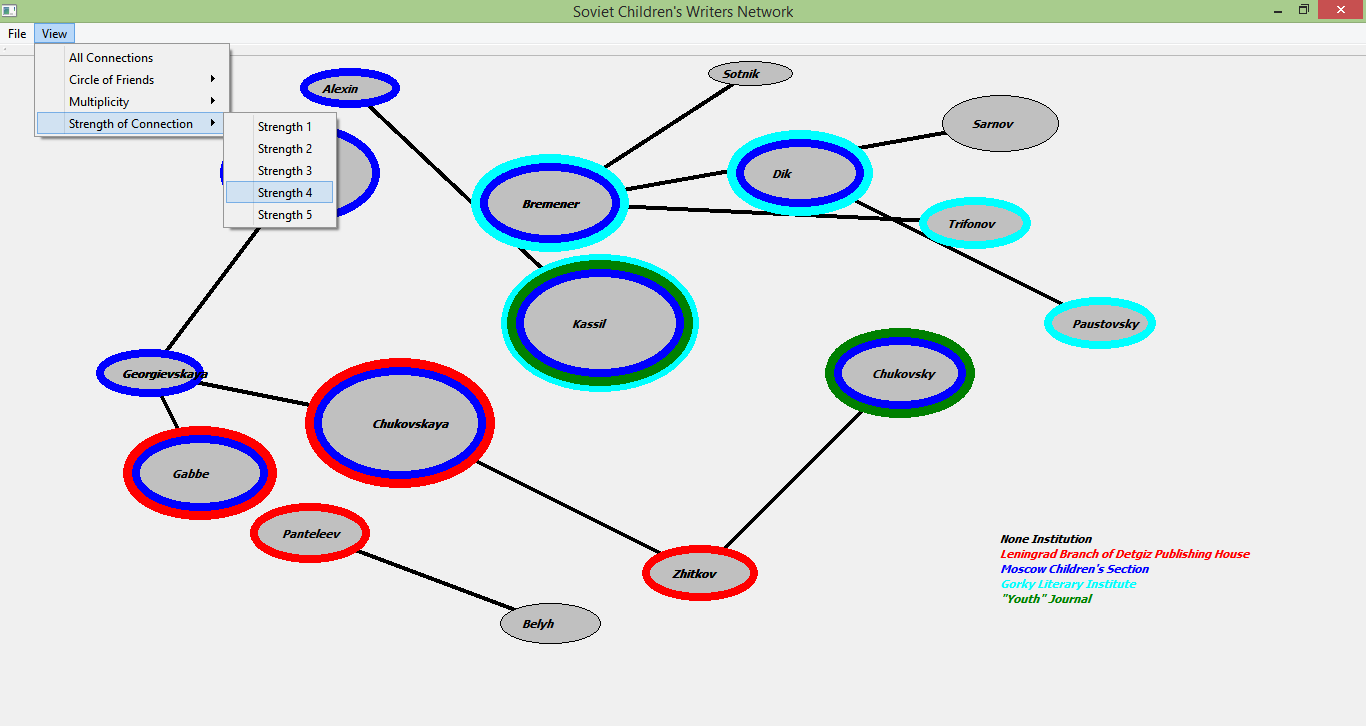 Soviet Children's Writers Network
File View
All Connections
Circle of Friends
Multiplicity
Strength of Connection
Strength 1
Strength 2
Strength 3
Strength 4
Strength 5
Alexin
Sotnik
Sarnov
Dik
Bremener
Trifonov
Kassil
Paustovsky
Georgievskaya
Chukovsky
Chukovskaya
Gabbe
Panteleev
Zhitkov
Belyh
None Institution
Leningrad Branch of Detgiz Publishing House
Moscow Children's Section
Gorky Literary Institute
"Youth" Journal